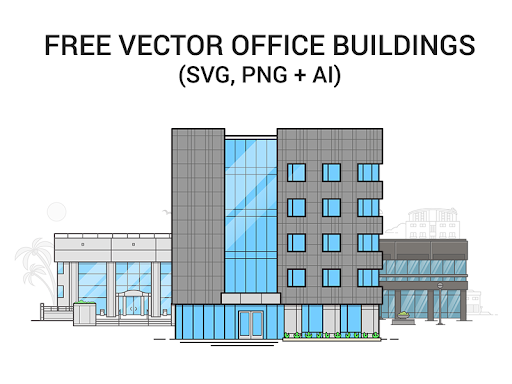 FREE VECTOR OFFICE BUILDINGS
(SVG, PNG + AI)